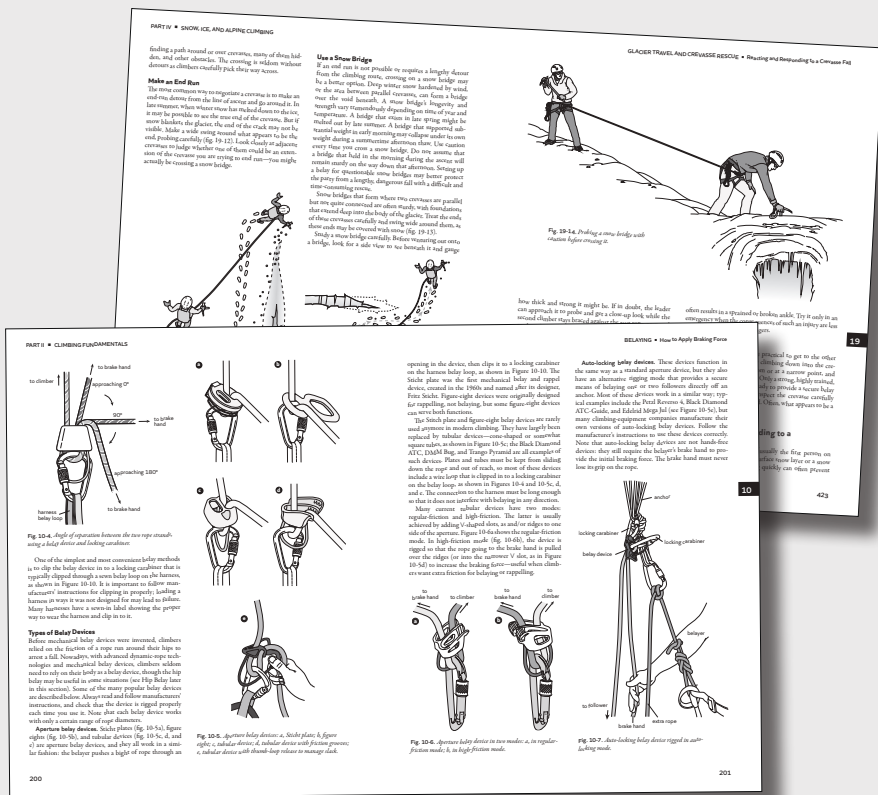 PART IV ■ SNOW, ICE, AND ALPINE CLIMBING
finding a path around or over crevasses, many of them hid-
den, and other obstacles. The crossing is seldom without
detours as climbers carefully pick their way across.
Make an End Run
The most common way to negotiate a crevasse is to make an
end-run detour from the line of ascent and go around it. In
late summer, when winter snow has melted down to the ice,
it may be possible to see the true end of the crevasse. But if
snow blankets the glacier, the end of the crack may not be
visible. Make a wide swing around what appears to be the
end, probing carefully (fig. 19-12). Look closely at adjacent
crevasses to judge whether one of them could be an exten-
sion of the crevasse you are trying to end run—you might
actually be crossing a snow bridge.
Use a Snow Bridge
If an end run is not possible or requires a lengthy detour
from the climbing route, crossing on a snow bridge may
be a better option. Deep winter snow hardened by wind,
or the area between parallel crevasses, can form a bridge
over the void beneath. A snow bridge's longevity and
strength vary tremendously depending on time of year and
temperature. A bridge that exists in late spring might be
melted out by late summer. A bridge that supported sub-
stantial weight in early morning may collapse under its own
weight during a summertime afternoon thaw. Use caution
every time you cross a snow bridge. Do not assume that
a bridge that held in the morning during the ascent will
remain sturdy on the way down that afternoon. Setting up
a belay for questionable snow bridges may better protect
the party from a lengthy, dangerous fall with a difficult and
time-consuming rescue.
Snow bridges that form where two crevasses are parallel
but not quite connected are often sturdy, with foundations
that extend deep into the body of the glacier. Treat the ends
of these crevasses carefully and swing wide around them, as
these ends may be covered with snow (fig. 19-13).
Study a snow bridge carefully. Before venturing out onto
a bridge, look for a side view to see beneath it and gauge
GLACIER TRAVEL AND CREVASSE RESCUE ■ Reacting and Responding to a Crevasse Fall
Fig. 19-14. Probing a snow bridge with
caution before crossing it.
how thick and strong it might be. If in doubt, the leader
can approach it to probe and get a close-up look while the
second climber stays braced against the
often results in a sprained or broken ankle. Try it only in an
emergency when the consequences of such an injury are less
19
423
PART II ■ CLIMBING FUNDAMENTALS
to brake hand
to climber
approaching 0°
90°
to brake
hand
approaching 180°
to brake hand
harness
belay loop
Fig. 10-4. Angle of separation between the two rope strands
using a belay device and locking carabiner.
One of the simplest and most convenient belay methods
is to clip the belay device in to a locking carabiner that is
typically clipped through a sewn belay loop on the harness,
as shown in Figure 10-10. It is important to follow man-
ufacturers' instructions for clipping in properly; loading a
harness in ways it was not designed for may lead to failure.
Many harnesses have a sewn-in label showing the proper
way to wear the harness and clip in to it.
Types of Belay Devices
Before mechanical belay devices were invented, climbers
relied on the friction of a rope run around their hips to
arrest a fall. Nowadays, with advanced dynamic-rope tech-
nologies and mechanical belay devices, climbers seldom
need to rely on their body as a belay device, though the hip
belay may be useful in some situations (see Hip Belay later
in this section). Some of the many popular belay devices
are described below. Always read and follow manufacturers'
instructions, and check that the device is rigged properly
each time you use it. Note that each belay device works
with only a certain range of rope diameters.
Aperture belay devices. Sticht plates (fig. 10-5a), figure
eights (fig. 10-5b), and tubular devices (fig. 10-5c, d, and
e) are aperture belay devices, and they all work in a simi-
lar fashion: the belayer pushes a bight of rope through an
200
a
b
c
d
e
Fig. 10-5. Aperture belay devices: a, Sticht plate; b, figure
eight; c, tubular device; d, tubular device with friction grooves;
e, tubular device with thumb-loop release to manage slack.
BELAYING ■ How to Apply Braking Force
opening in the device, then clips it to a locking carabiner
on the harness belay loop, as shown in Figure 10-10. The
Sticht plate was the first mechanical belay and rappel
device, created in the 1960s and named after its designer,
Fritz Sticht. Figure-eight devices were originally designed
for rappelling, not belaying, but some figure-eight devices
can serve both functions.
The Sticht plate and figure-eight belay devices are rarely
used anymore in modern climbing. They have largely been
replaced by tubular devices—cone-shaped or somewhat
square tubes, as shown in Figure 10-5c; the Black Diamond
ATC, DMM Bug, and Trango Pyramid are all examples of
such devices. Plates and tubes must be kept from sliding
down the rope and out of reach, so most of these devices
include a wire loop that is clipped in to a locking carabiner
on the belay loop, as shown in Figures 10-4 and 10-5c, d,
and e. The connection to the harness must be long enough
so that it does not interfere with belaying in any direction.
Many current tubular devices have two modes:
regular-friction and high-friction. The latter is usually
achieved by adding V-shaped slots, and/or ridges to one
side of the aperture. Figure 10-6a shows the regular-friction
mode. In high-friction mode (fig. 10-6b), the device is
rigged so that the rope going to the brake hand is pulled
over the ridges (or into the narrower V slot, as in Figure
10-5d) to increase the braking force—useful when climb-
ers want extra friction for belaying or rappelling.
to
brake hand
to climber
to
brake hand
to
climber
a
b
Fig. 10-6. Aperture belay device in two modes: a, in regular-
friction mode; b, in high-friction mode.
Auto-locking belay devices. These devices function in
the same way as a standard aperture device, but they also
have an alternative rigging mode that provides a secure
means of belaying one or two followers directly off an
anchor. Most of these devices work in a similar way; typ-
ical examples include the Petzl Reverso 4, Black Diamond
ATC-Guide, and Edelrid Mega Jul (see Figure 10-5e), but
many climbing-equipment companies manufacture their
own versions of auto-locking belay devices. Follow the
manufacturer's instructions to use these devices correctly.
Note that auto-locking belay devices are not hands-free
devices; they still require the belayer's brake hand to pro-
vide the initial braking force. The brake hand must never
lose its grip on the rope.
10
anchor
locking carabiner
locking carabiner
belay device
belayer
to follower
extra rope
brake hand
Fig. 10-7. Auto-locking belay device rigged in auto-
locking mode.
201